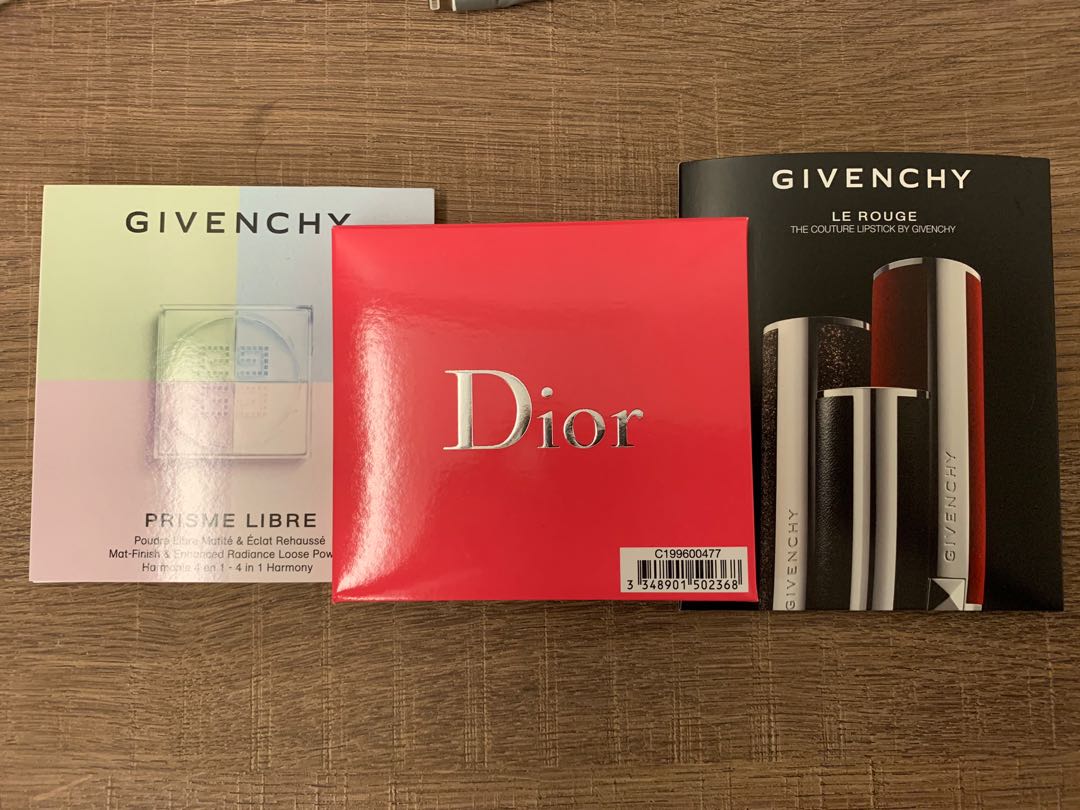 GIVENCHY
PRISME LIBRE
Poudre Libre Matité & Éclat Rehaussé
Mat-Finish & Enhanced Radiance Loose Pow
Harmonie 4 en 1 - 4 in 1 Harmony
Dior
C199600477
3 348901 502368
GIVENCHY
LE ROUGE
THE COUTURE LIPSTICK BY GIVENCHY
GIVENCHY
GIVENCHY